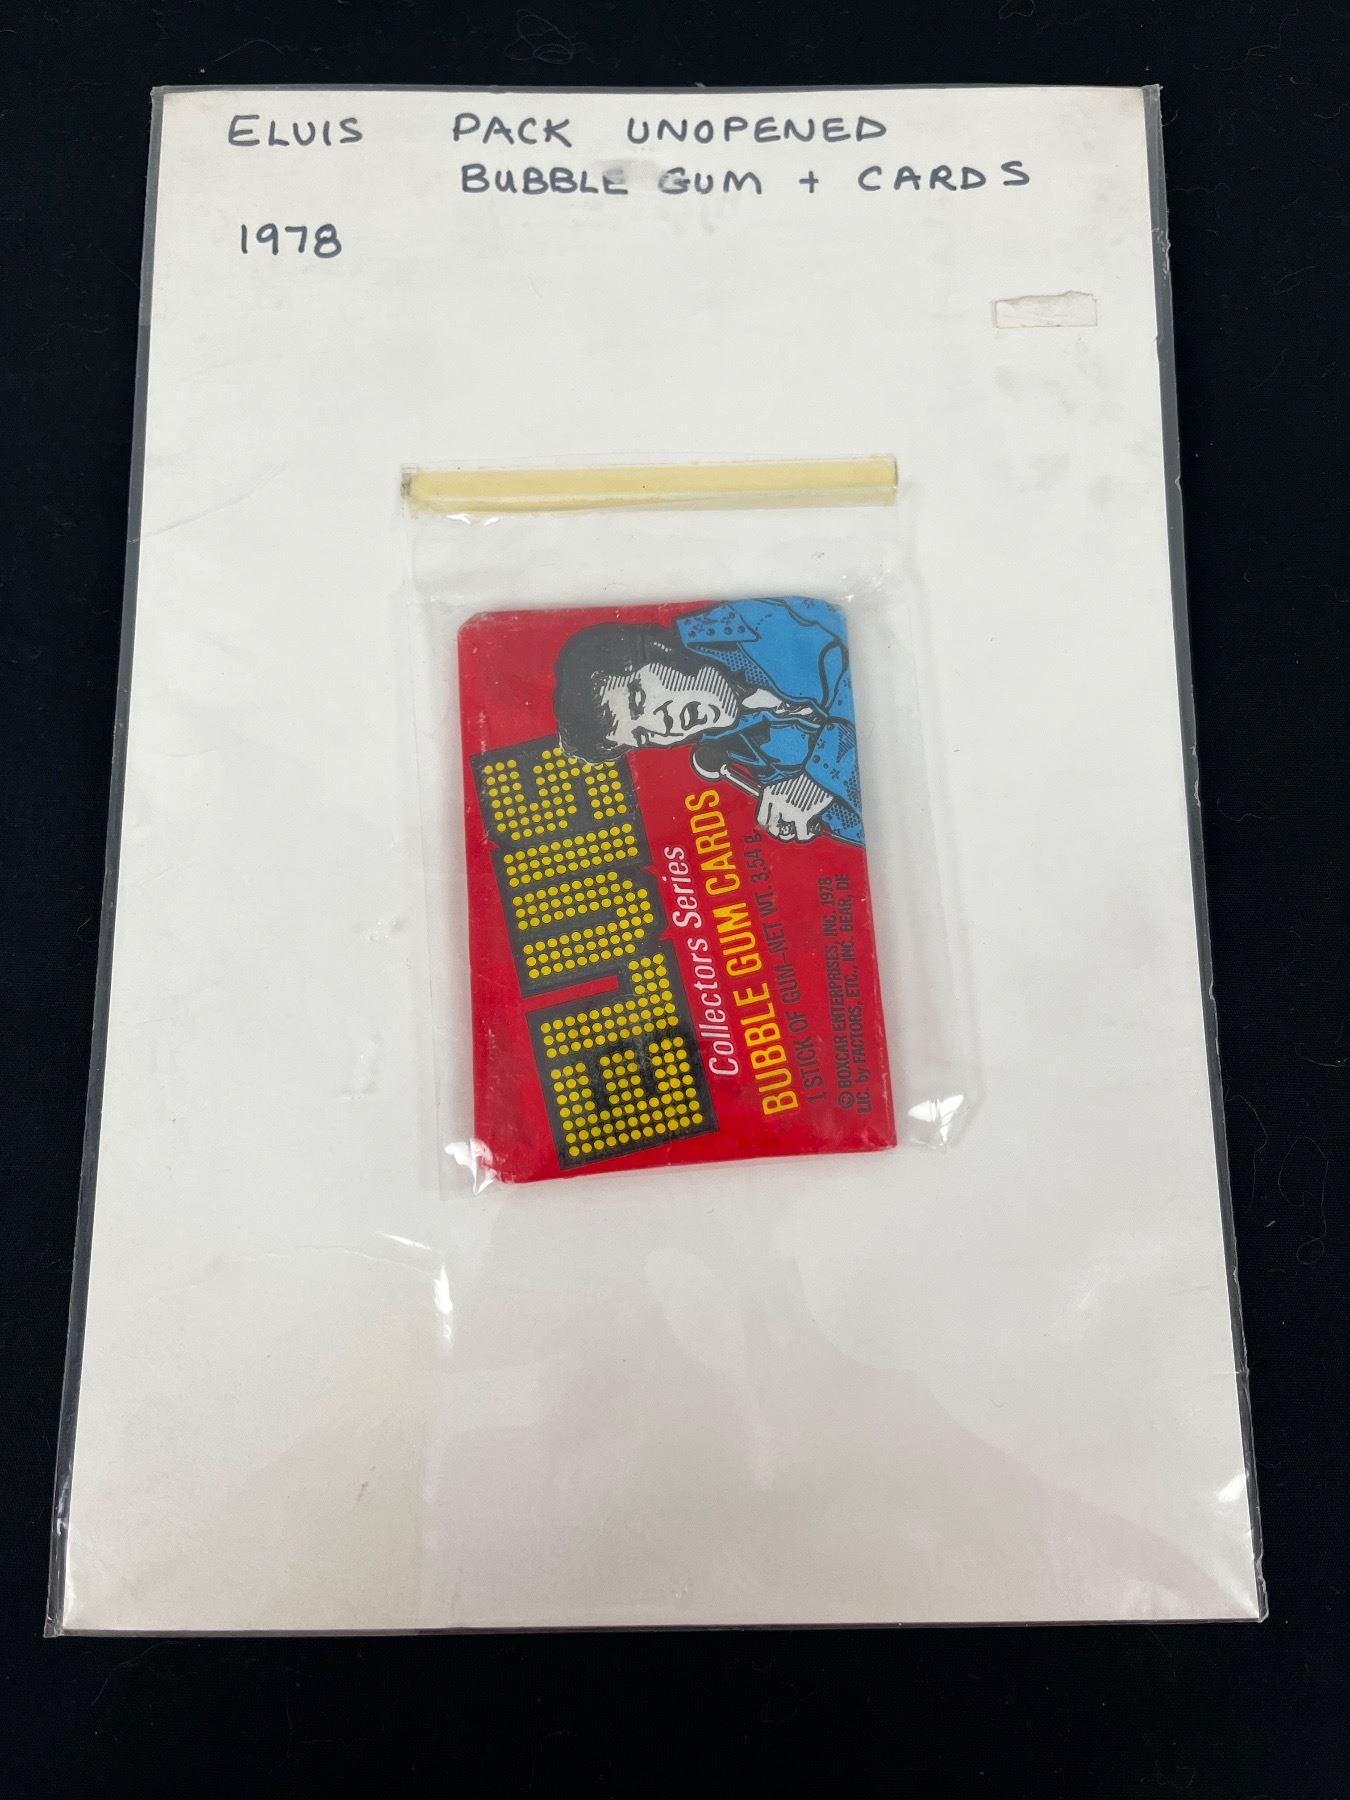 ELVIS PACK UNOPENED
BUBBLE GUM + CARDS
1978
ELVIS
Collectors Series
BUBBLE GUM CARDS
1 STICK OF GUM–NET WT. 3.54 g.
© BOXCAR ENTERPRISES, INC. 1978
LIC. by FACTORS, ETC., INC. BEAR, DE